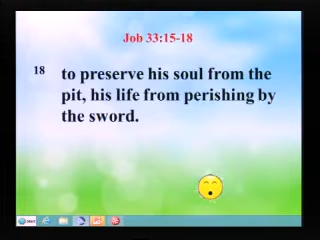 Job 33:15-18
18 to preserve his soul from the
pit, his life from perishing by
the sword.